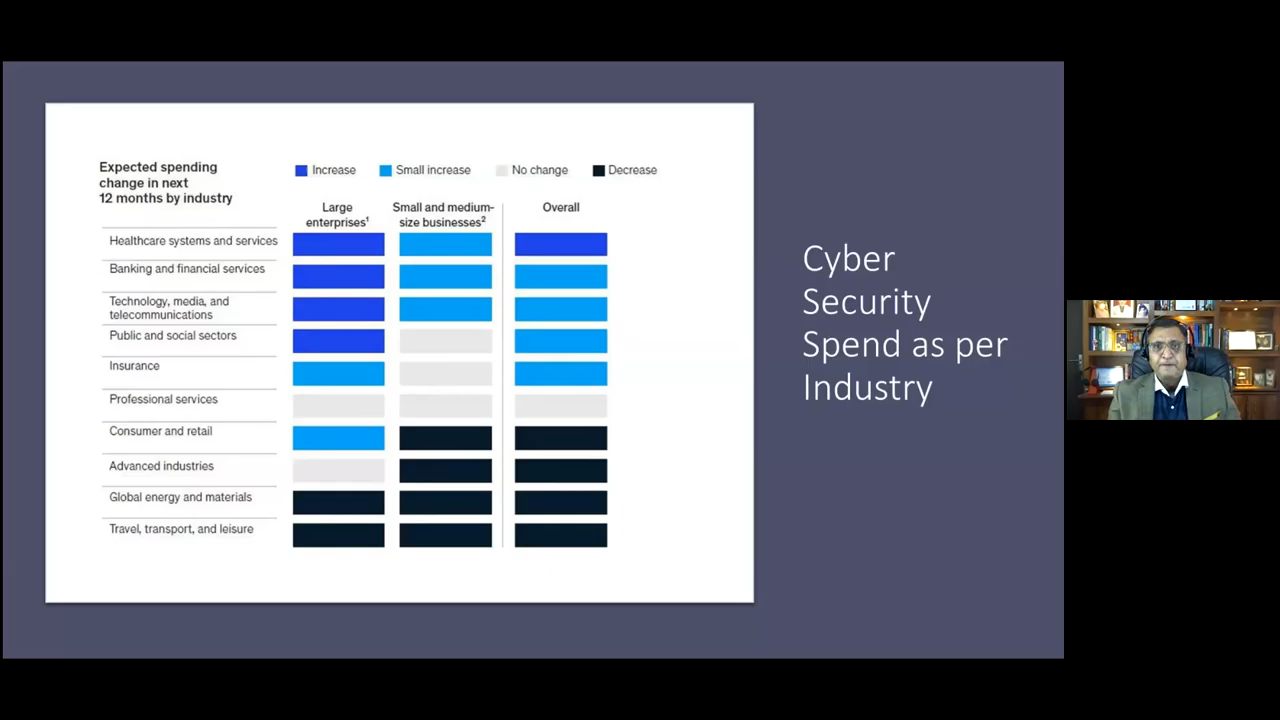 Expected spending
change in next
12 months by industry
Increase
Small increase
No change
Decrease
Large
enterprises¹
Small and medium-
size businesses²
Overall
Healthcare systems and services
Banking and financial services
Technology, media, and
telecommunications
Public and social sectors
Insurance
Professional services
Consumer and retail
Advanced industries
Global energy and materials
Travel, transport, and leisure
Cyber
Security
Spend as per
Industry